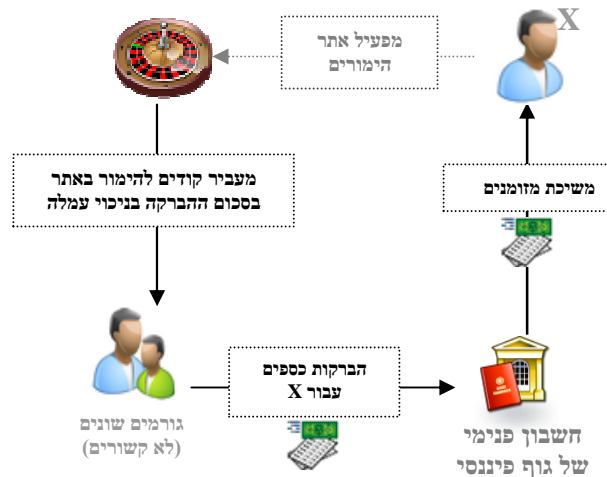 X
מפעיל אתר
הימורים
מעביר קודים להימור באתר
בסכום ההברקה בניכוי עמלה
משיכת מזומנים
הברקות כספים
עבור X
גורמים שונים
(לא קשורים)
חשבון פנימי
של גוף פיננסי